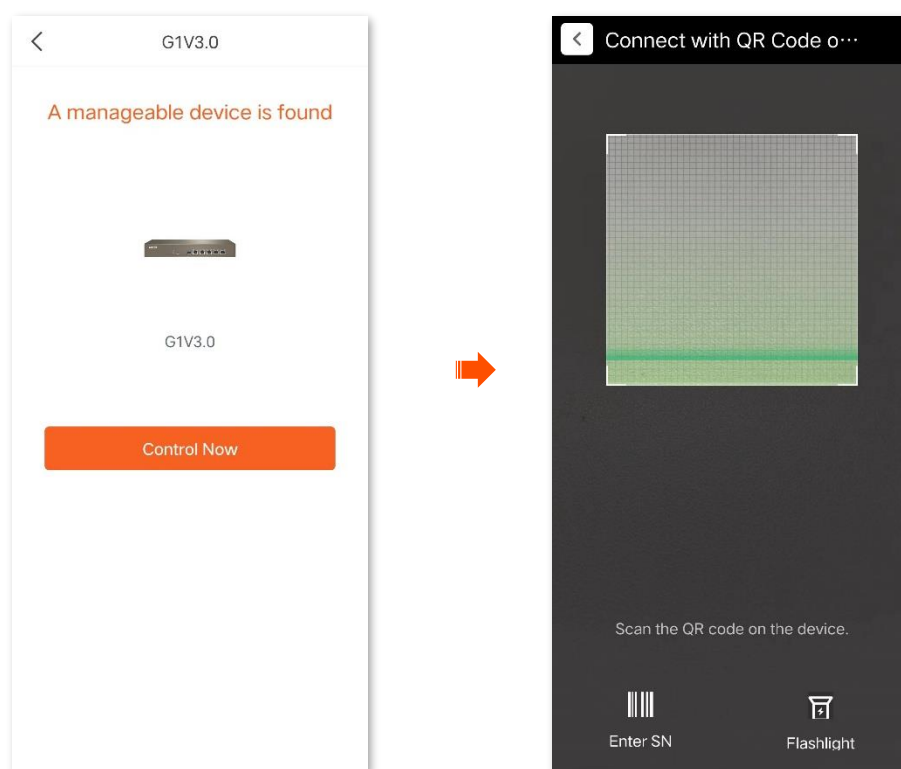 G1V3.0
A manageable device is found
G1V3.0
Control Now
Connect with QR Code o···
Scan the QR code on the device.
Enter SN
Flashlight